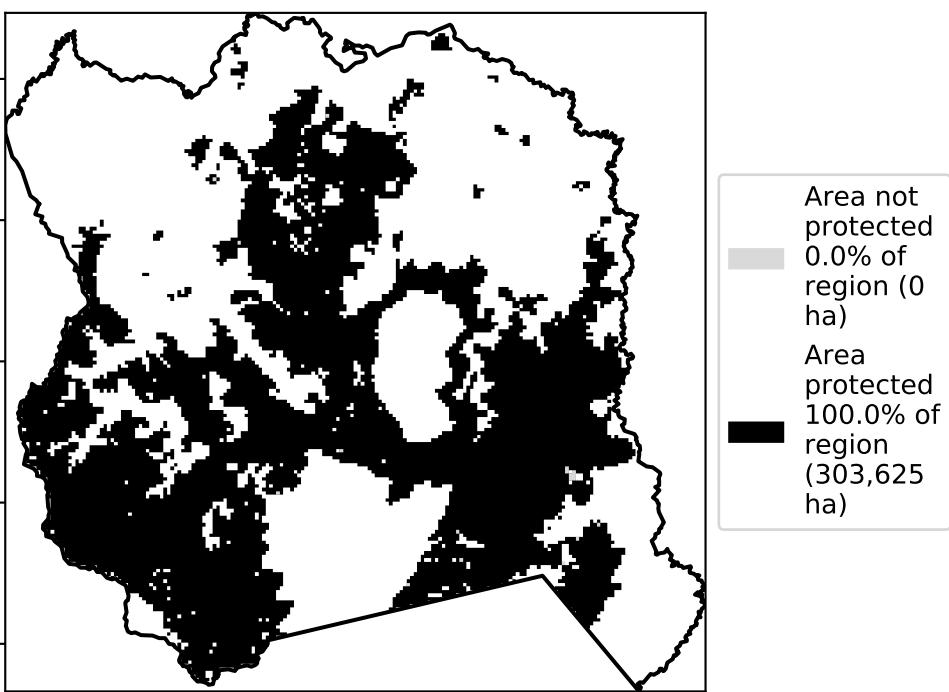 Area not
protected
0.0% of
region (0
ha)
Area
protected
100.0% of
region
(303,625
ha)